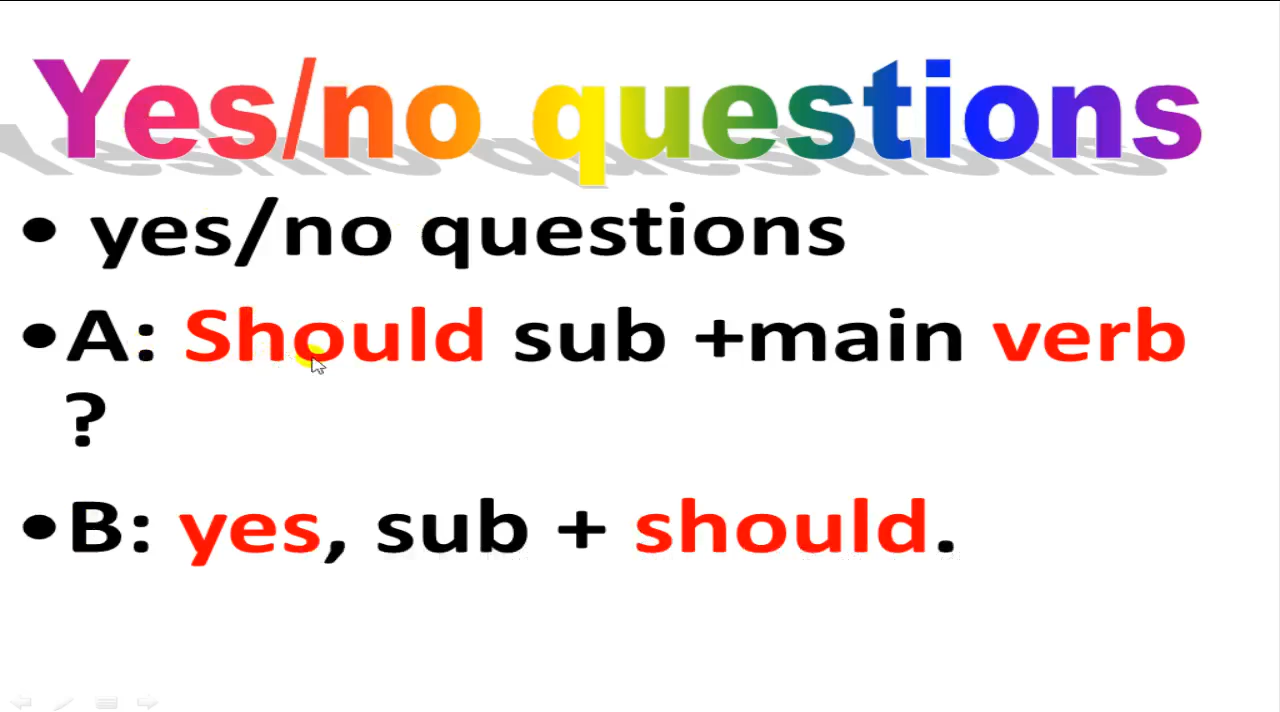 Yes/no questions
• yes/no questions
•A: Should sub +main verb
?
•B: yes, sub + should.